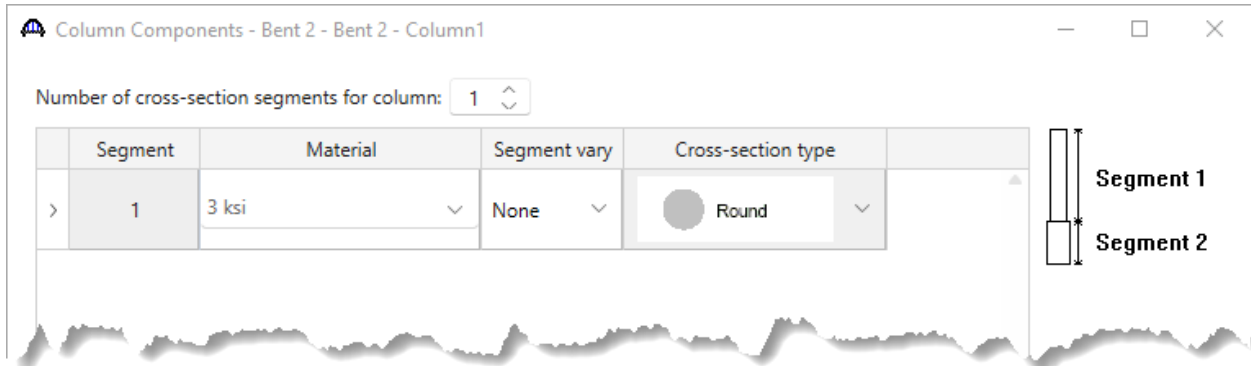 Column Components - Bent 2 - Bent 2 - Column1
Number of cross-section segments for column: 1
Segment Material Segment vary Cross-section type
1 3 ksi None Round
Segment 1
Segment 2